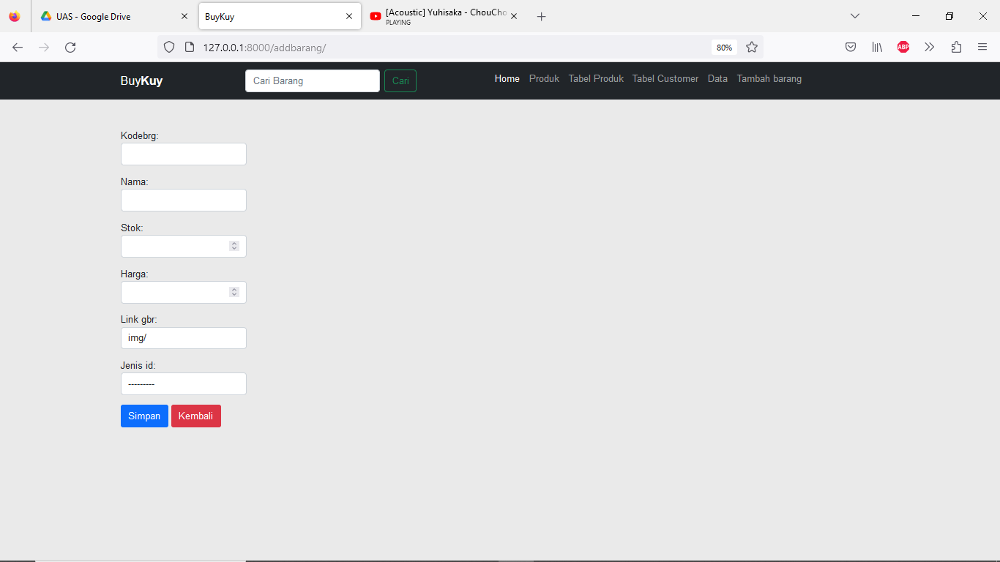 UAS - Google Drive
BuyKuy
[Acoustic] Yuhisaka - ChouCho
PLAYING
127.0.0.1:8000/addbarang/
80%
ABP
BuyKuy
Cari Barang
Cari
Home Produk Tabel Produk Tabel Customer Data Tambah barang
Kodebrg:
Nama:
Stok:
Harga:
Link gbr:
img/
Jenis id:
---------
Simpan Kembali